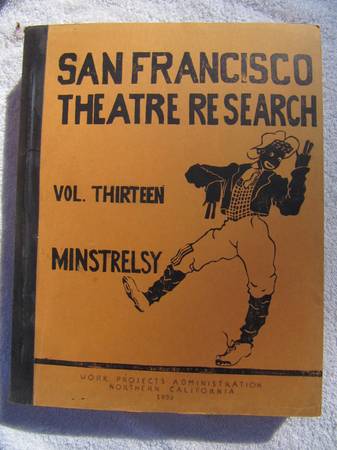 SAN FRANCISCO
THEATRE RESEARCH
VOL. THIRTEEN
MINSTRELSY
WORK PROJECTS ADMINISTRATION
NORTHERN CALIFORNIA